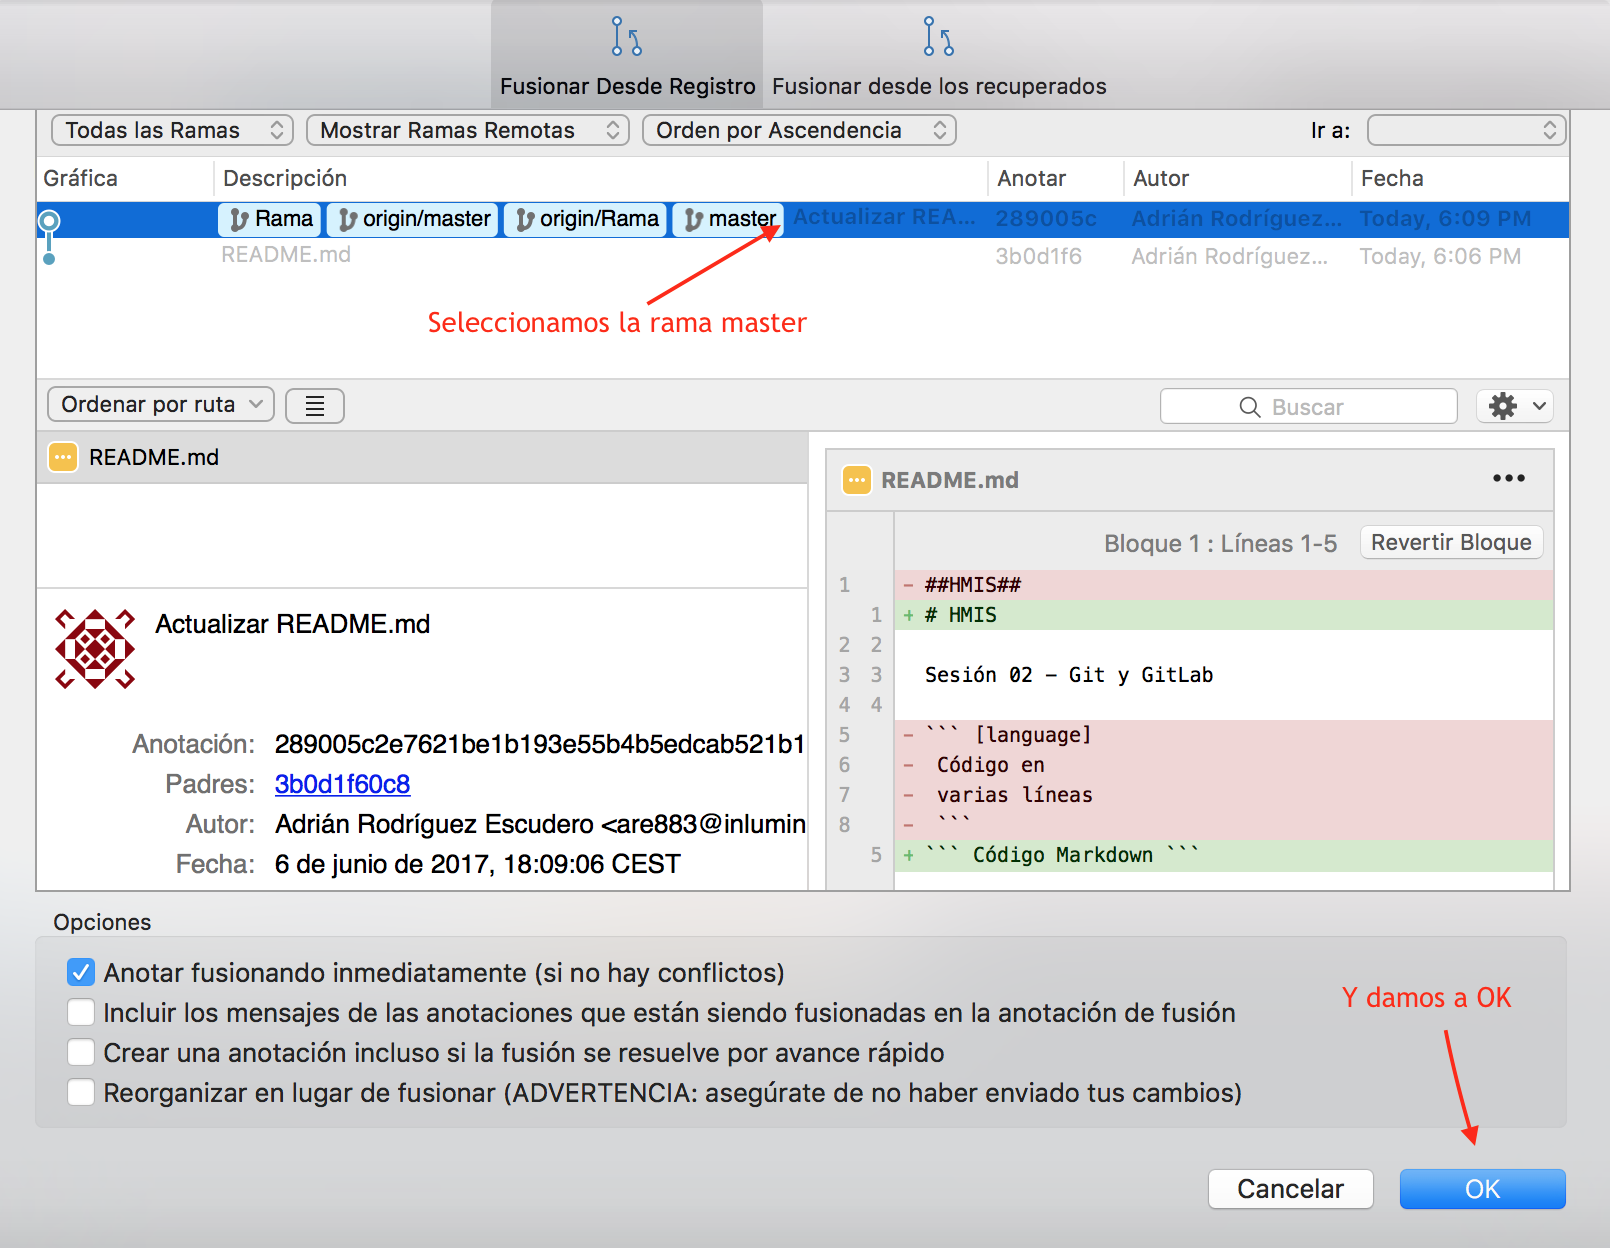 Fusionar Desde Registro Fusionar desde los recuperados
Todas las Ramas Mostrar Ramas Remotas Orden por Ascendencia Ir a:
Gráfica Descripción Anotar Autor Fecha
Rama origin/master origin/Rama master Actualizar REA... 289005c Adrián Rodríguez... Today, 6:09 PM
README.md 3b0d1f6 Adrián Rodríguez... Today, 6:06 PM
Seleccionamos la rama master
Ordenar por ruta Buscar
README.md
README.md
Bloque 1 : Líneas 1-5 Revertir Bloque
1 - ##HMIS##
1 + # HMIS
2 2
3 3 Sesión 02 - Git y GitLab
4 4
5 - ``` [language]
6 - Código en
7 - varias líneas
8 - ```
5 + ``` Código Markdown ```
Actualizar README.md
Anotación: 289005c2e7621be1b193e55b4b5edcab521b1
Padres: 3b0d1f60c8
Autor: Adrián Rodríguez Escudero <are883@inlumin
Fecha: 6 de junio de 2017, 18:09:06 CEST
Opciones
Anotar fusionando inmediatamente (si no hay conflictos)
Incluir los mensajes de las anotaciones que están siendo fusionadas en la anotación de fusión
Crear una anotación incluso si la fusión se resuelve por avance rápido
Reorganizar en lugar de fusionar (ADVERTENCIA: asegúrate de no haber enviado tus cambios)
Y damos a OK
Cancelar OK